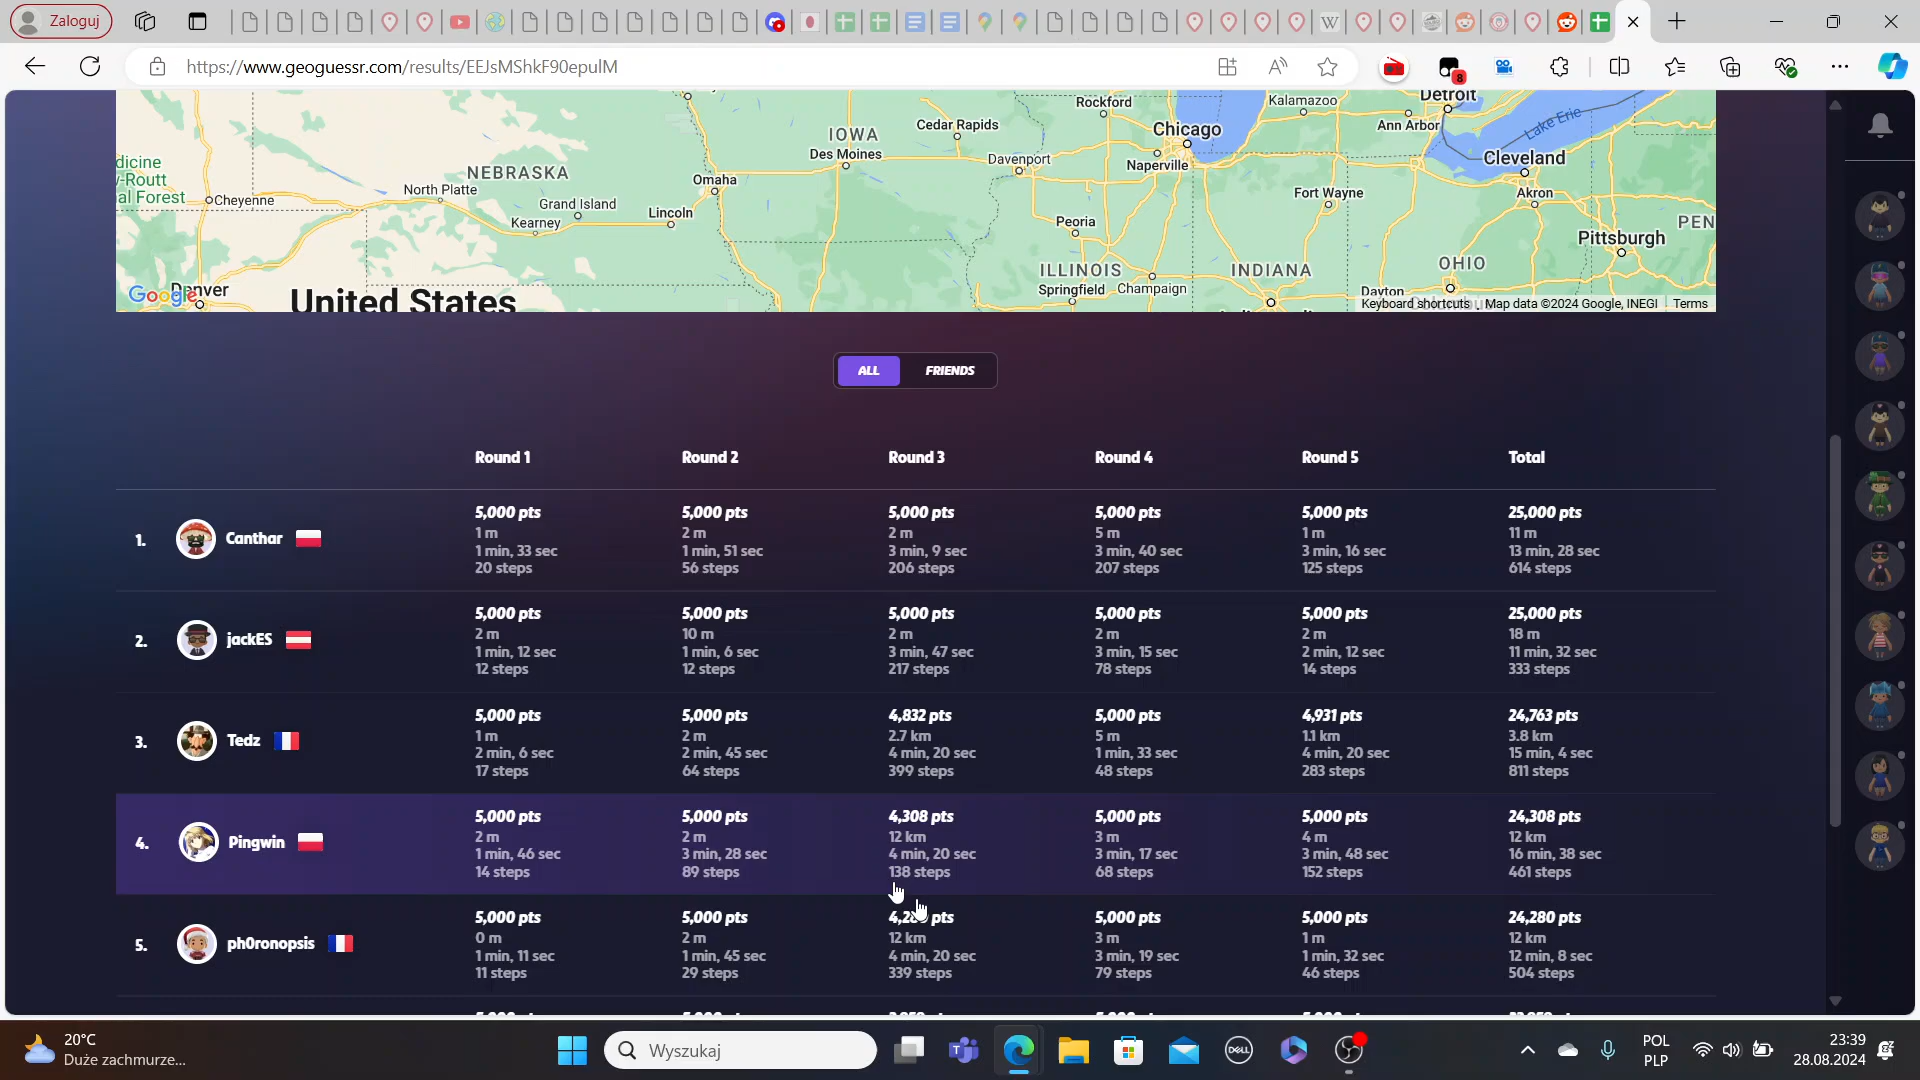 Zaloguj
https://www.geoguessr.com/results/EEJsMShkF90epulM
8
Rockford
Kalamazoo
Detroit
IOWA
Cedar Rapids
Chicago
Ann Arbor
Lake Erie
Des Moines
Davenport
Naperville
Cleveland
dicine
-Routt
al Forest
NEBRASKA
North Platte
Omaha
Fort Wayne
Akron
Cheyenne
Grand Island
Kearney
Lincoln
Peoria
PEN
Pittsburgh
ILLINOIS
INDIANA
OHIO
Springfield
Champaign
Dayton
Google
Denver
United States
Keyboard shortcuts
Map data ©2024 Google, INEGI
Terms
ALL
FRIENDS
Round 1 Round 2 Round 3 Round 4 Round 5 Total
1. Canthar
5,000 pts 5,000 pts 5,000 pts 5,000 pts 5,000 pts 25,000 pts
1 m 2 m 2 m 5 m 1 m 11 m
1 min, 33 sec 1 min, 51 sec 3 min, 9 sec 3 min, 40 sec 3 min, 16 sec 13 min, 28 sec
20 steps 56 steps 206 steps 207 steps 125 steps 614 steps
2. jackES
5,000 pts 5,000 pts 5,000 pts 5,000 pts 5,000 pts 25,000 pts
2 m 10 m 2 m 2 m 2 m 18 m
1 min, 12 sec 1 min, 6 sec 3 min, 47 sec 3 min, 15 sec 2 min, 12 sec 11 min, 32 sec
12 steps 12 steps 217 steps 78 steps 14 steps 333 steps
3. Tedz
5,000 pts 5,000 pts 4,832 pts 5,000 pts 4,931 pts 24,763 pts
1 m 2 m 2.7 km 5 m 1.1 km 3.8 km
2 min, 6 sec 2 min, 45 sec 4 min, 20 sec 1 min, 33 sec 4 min, 20 sec 15 min, 4 sec
17 steps 64 steps 399 steps 48 steps 283 steps 811 steps
4. Pingwin
5,000 pts 5,000 pts 4,308 pts 5,000 pts 5,000 pts 24,308 pts
2 m 2 m 12 km 3 m 4 m 12 km
1 min, 46 sec 3 min, 28 sec 4 min, 20 sec 3 min, 17 sec 3 min, 48 sec 16 min, 38 sec
14 steps 89 steps 138 steps 68 steps 152 steps 461 steps
5. ph0ronopsis
5,000 pts 5,000 pts pts 5,000 pts 5,000 pts 24,280 pts
0 m 2 m 12 km 3 m 1 m 12 km
1 min, 11 sec 1 min, 45 sec 4 min, 20 sec 3 min, 19 sec 1 min, 32 sec 12 min, 8 sec
11 steps 29 steps 339 steps 79 steps 46 steps 504 steps
20°C
Duże zachmurze...
Wyszukaj
DELL
POL
PLP
23:39
28.08.2024